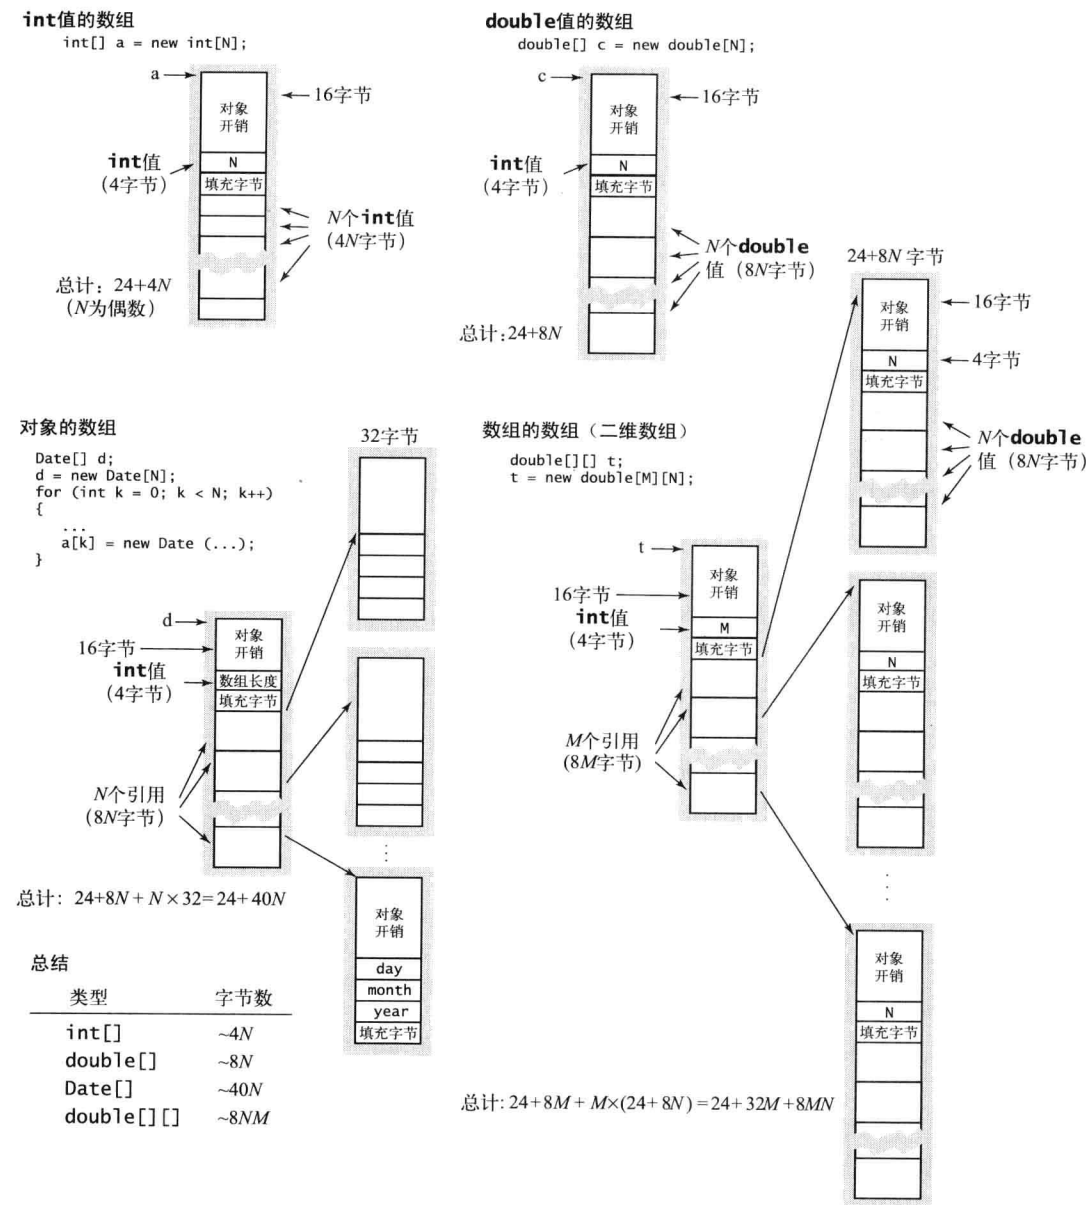 int值的数组
int[] a = new int[N];
a
16字节
对象
开销
int值
(4字节)
N
填充字节
N个int值
(4N字节)
总计：24+4N
(N为偶数)
double值的数组
double[] c = new double[N];
c
16字节
对象
开销
int值
(4字节)
N
填充字节
N个double
值（8N字节）
总计：24+8N
对象的数组
Date[] d;
d = new Date[N];
for (int k = 0; k < N; k++)
{
...
a[k] = new Date (...);
}
32字节
d
16字节
对象
开销
int值
(4字节)
数组长度
填充字节
N个引用
(8N字节)
对象
开销
day
month
year
填充字节
总计：24+8N + N×32=24+40N
数组的数组（二维数组）
double[][] t;
t = new double[M][N];
t
16字节
对象
开销
int值
(4字节)
M
填充字节
M个引用
(8M字节)
24+8N 字节
对象
开销
16字节
N
4字节
填充字节
N个double
值（8N字节）
对象
开销
N
填充字节
对象
开销
N
填充字节
总计：24+8M + M×(24+8N) = 24+32M+8MN
总结
类型 字节数
int[] ~4N
double[] ~8N
Date[] ~40N
double[][] ~8NM